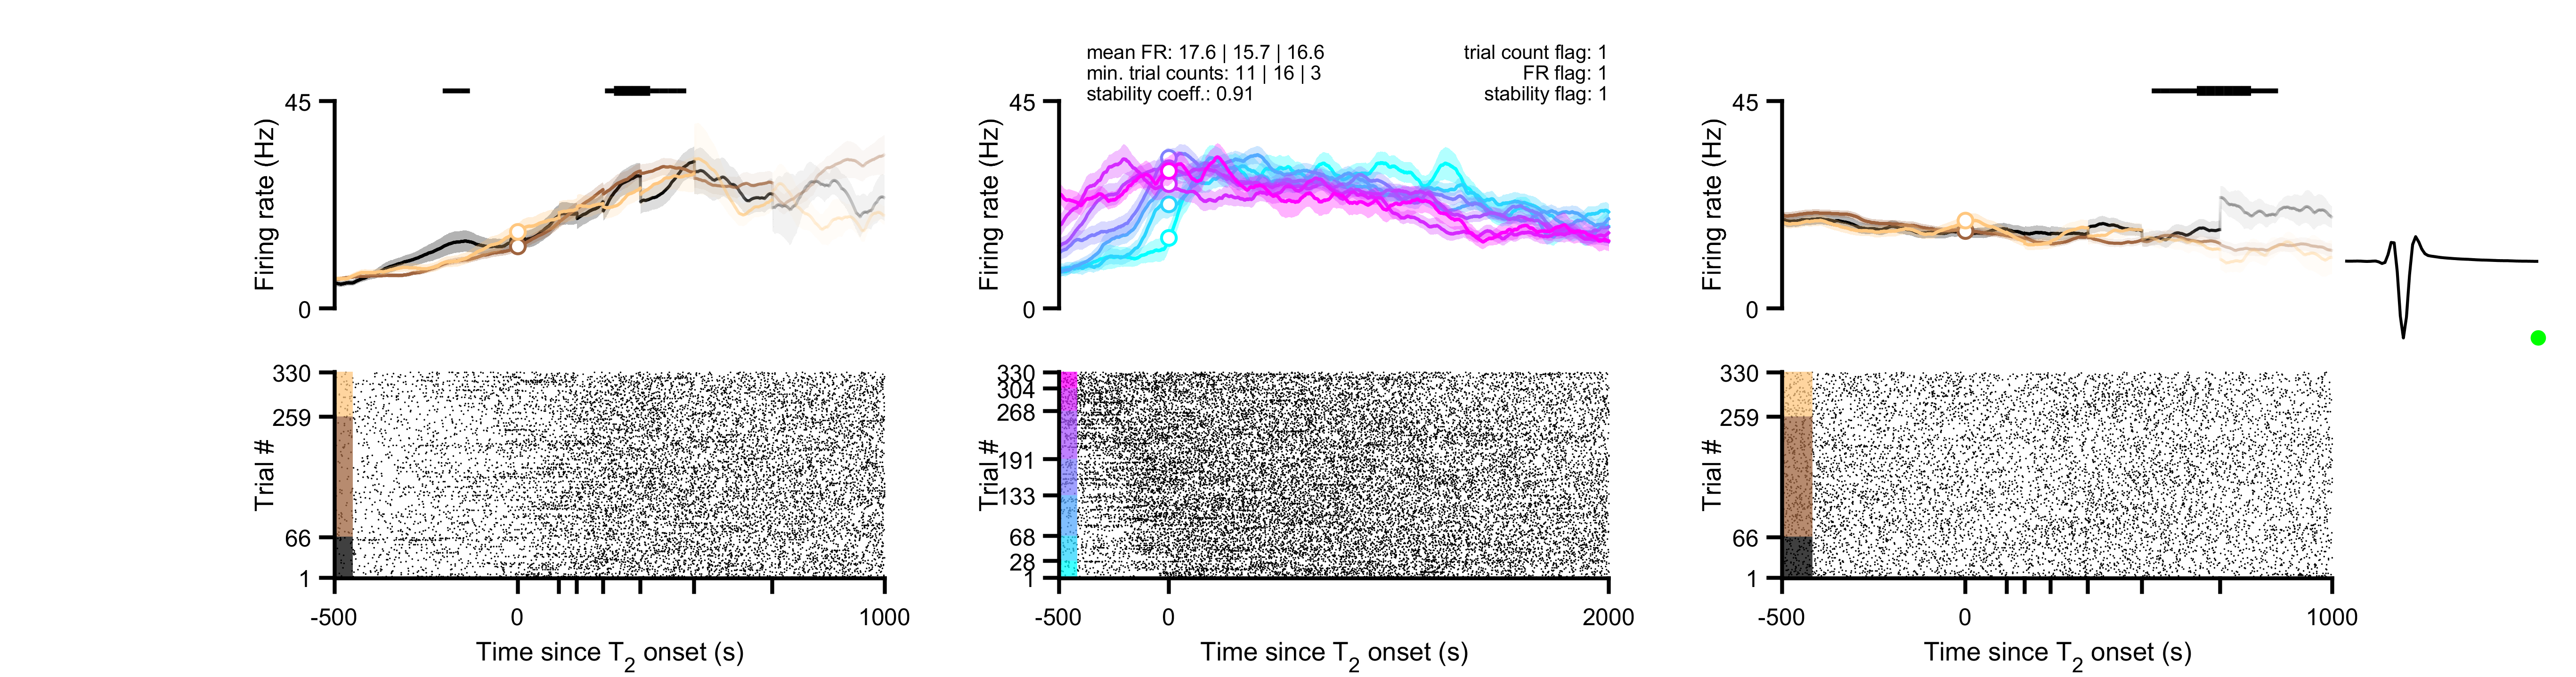 mean FR: 17.6 | 15.7 | 16.6
min. trial counts: 11 | 16 | 3
stability coeff.: 0.91
trial count flag: 1
FR flag: 1
stability flag: 1
45
0
Firing rate (Hz)
330
259
66
1
Trial #
-500
0
1000
Time since T2 onset (s)
45
0
Firing rate (Hz)
330
304
268
191
133
68
28
1
Trial #
-500
0
2000
Time since T2 onset (s)
45
0
Firing rate (Hz)
330
259
66
1
Trial #
-500
0
1000
Time since T2 onset (s)